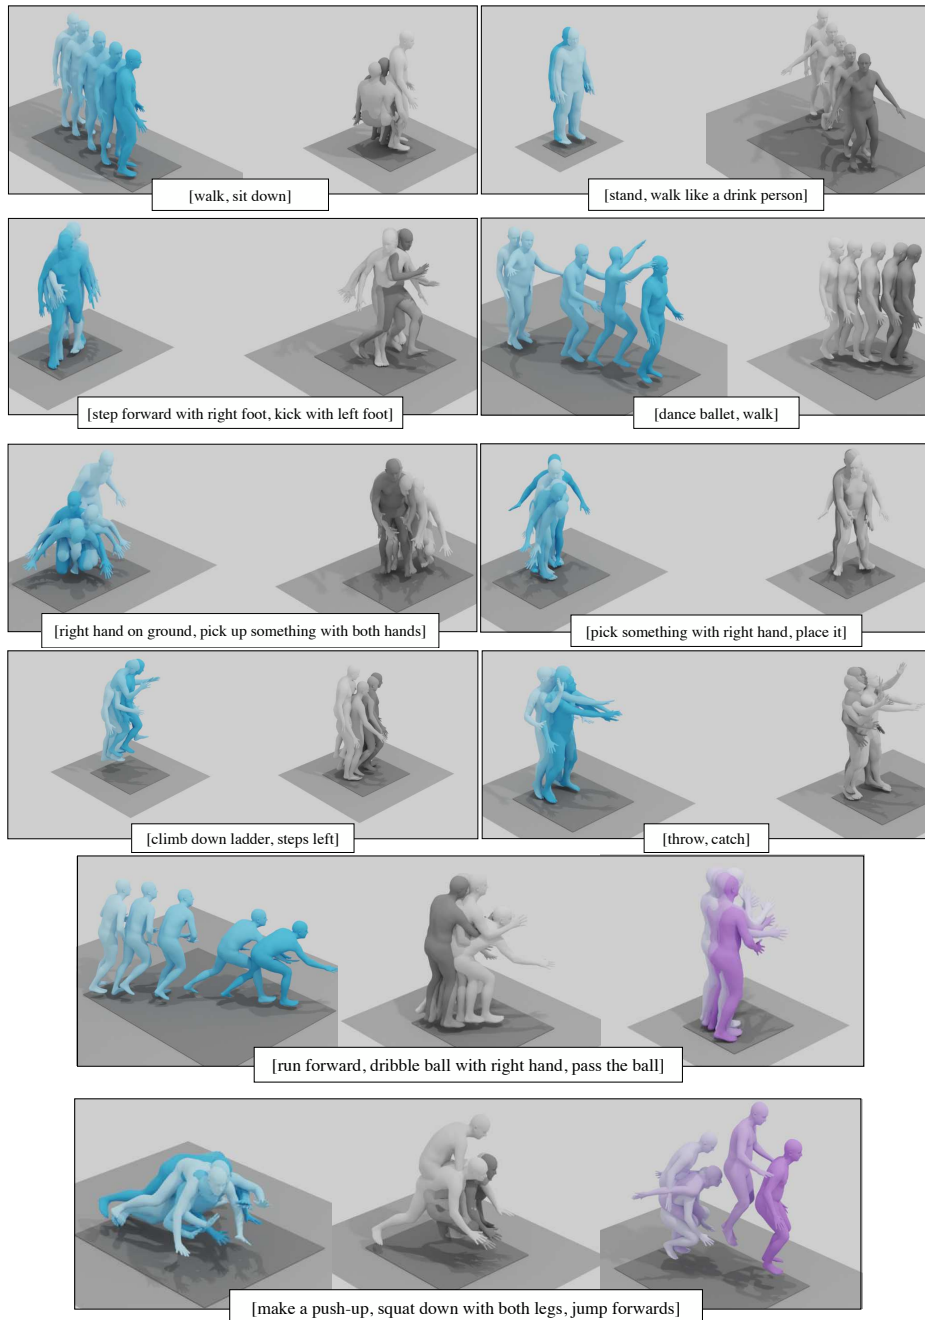 [walk, sit down]
[stand, walk like a drink person]
[step forward with right foot, kick with left foot]
[dance ballet, walk]
[right hand on ground, pick up something with both hands]
[pick something with right hand, place it]
[climb down ladder, steps left]
[throw, catch]
[run forward, dribble ball with right hand, pass the ball]
[make a push-up, squat down with both legs, jump forwards]